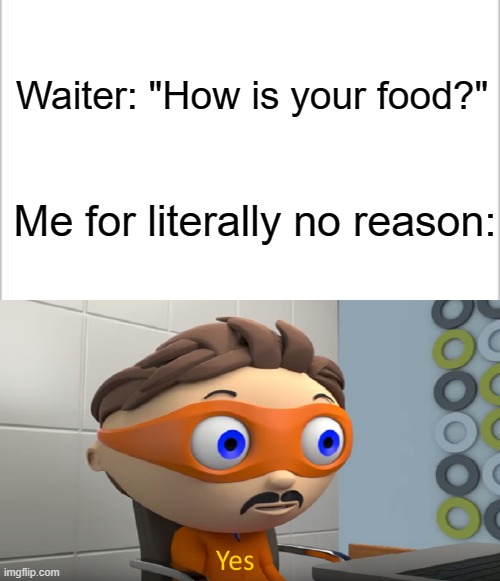 Waiter: "How is your food?"
Me for literally no reason:
Yes
imgflip.com